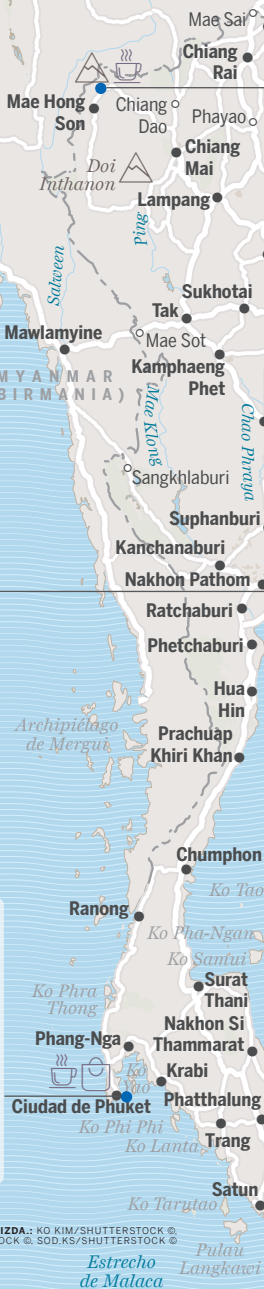 Mae Sai
Chiang
Rai
Mae Hong
Son
Chiang
Dao
Phayao
Chiang
Mai
Doi
Inthanon
Lampang
Ping
Salween
Sukhotai
Tak
Mawlamyine
Mae Sot
Kamphaeng
Phet
MYANMAR
BIRMANIA)
Mae Klong
Chao Phraya
Sangkhlaburi
Suphanburi
Kanchanaburi
Nakhon Pathom
Ratchaburi
Phetchaburi
Hua
Hin
Archipiélago
de Mergui
Prachuap
Khiri Khan
Chumphon
Ko Tao
Ranong
Ko Pha-Ngan
Ko Samui
Ko Phra
Thong
Surat
Thani
Nakhon Si
Thammarat
Phang-Nga
Ko
Yao
Krabi
Ciudad de Phuket
Phatthalung
Ko Phi Phi
Ko Lanta
Trang
Satun
Ko Tarutao
IZDA.: KO KIM/SHUTTERSTOCK ©,
OCK ©, SOD.KS/SHUTTERSTOCK ©
Pulau
Langkawi
Estrecho
de Malaca